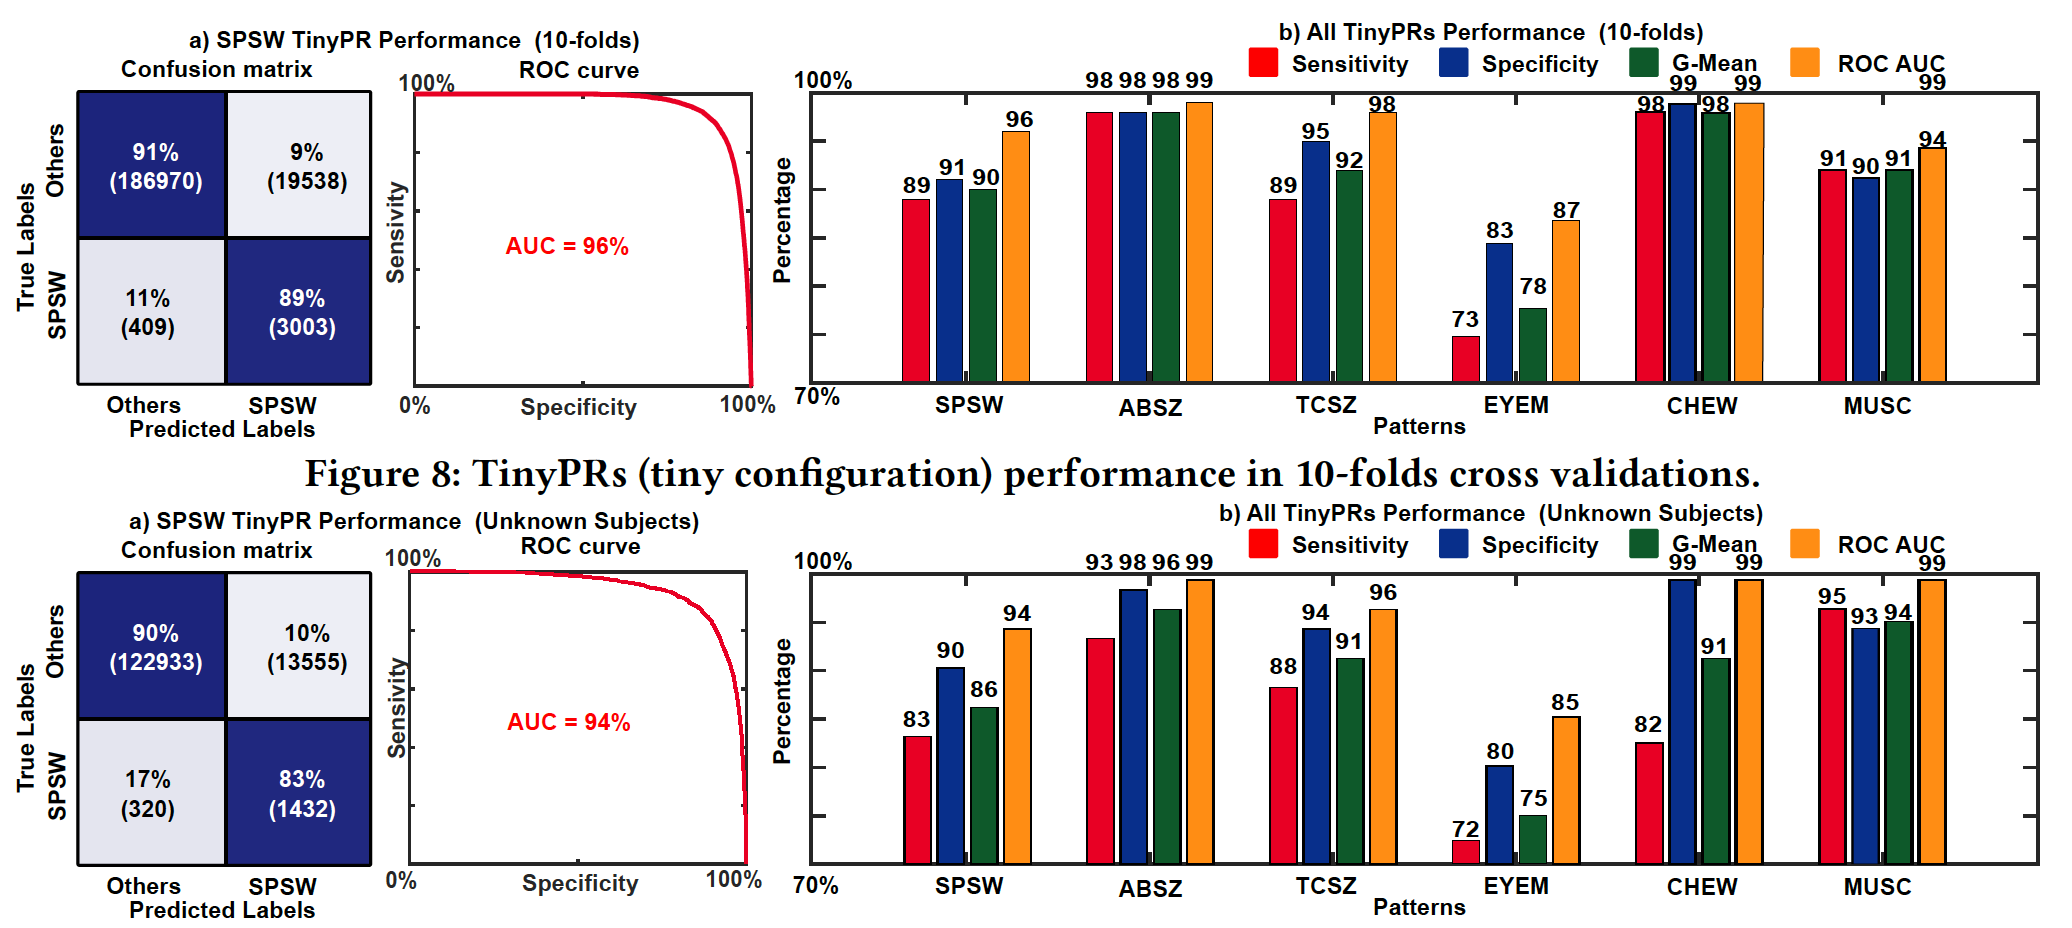 a) SPSW TinyPR Performance (10-folds)
Confusion matrix
ROC curve
True Labels
Others
SPSW
91%
(186970)
9%
(19538)
11%
(409)
89%
(3003)
Others
SPSW
Predicted Labels
100%
Sensivity
AUC = 96%
0%
Specificity
100%
b) All TinyPRs Performance (10-folds)
Sensitivity
Specificity
G-Mean
ROC AUC
100%
Percentage
70%
89 91 90 96
98 98 98 99
89 95 92 98
73 83 78 87
98 99 98 99
91 90 91 94
99
SPSW
ABSZ
TCSZ
EYEM
CHEW
MUSC
Patterns
Figure 8: TinyPRs (tiny configuration) performance in 10-folds cross validations.
a) SPSW TinyPR Performance (Unknown Subjects)
Confusion matrix
ROC curve
True Labels
Others
SPSW
90%
(122933)
10%
(13555)
17%
(320)
83%
(1432)
Others
SPSW
Predicted Labels
100%
Sensivity
AUC = 94%
0%
Specificity
100%
b) All TinyPRs Performance (Unknown Subjects)
Sensitivity
Specificity
G-Mean
ROC AUC
100%
Percentage
70%
83 90 86 94
93 98 96 99
88 94 91 96
72 80 75 85
82 99 91 99
95 93 94 99
SPSW
ABSZ
TCSZ
EYEM
CHEW
MUSC
Patterns